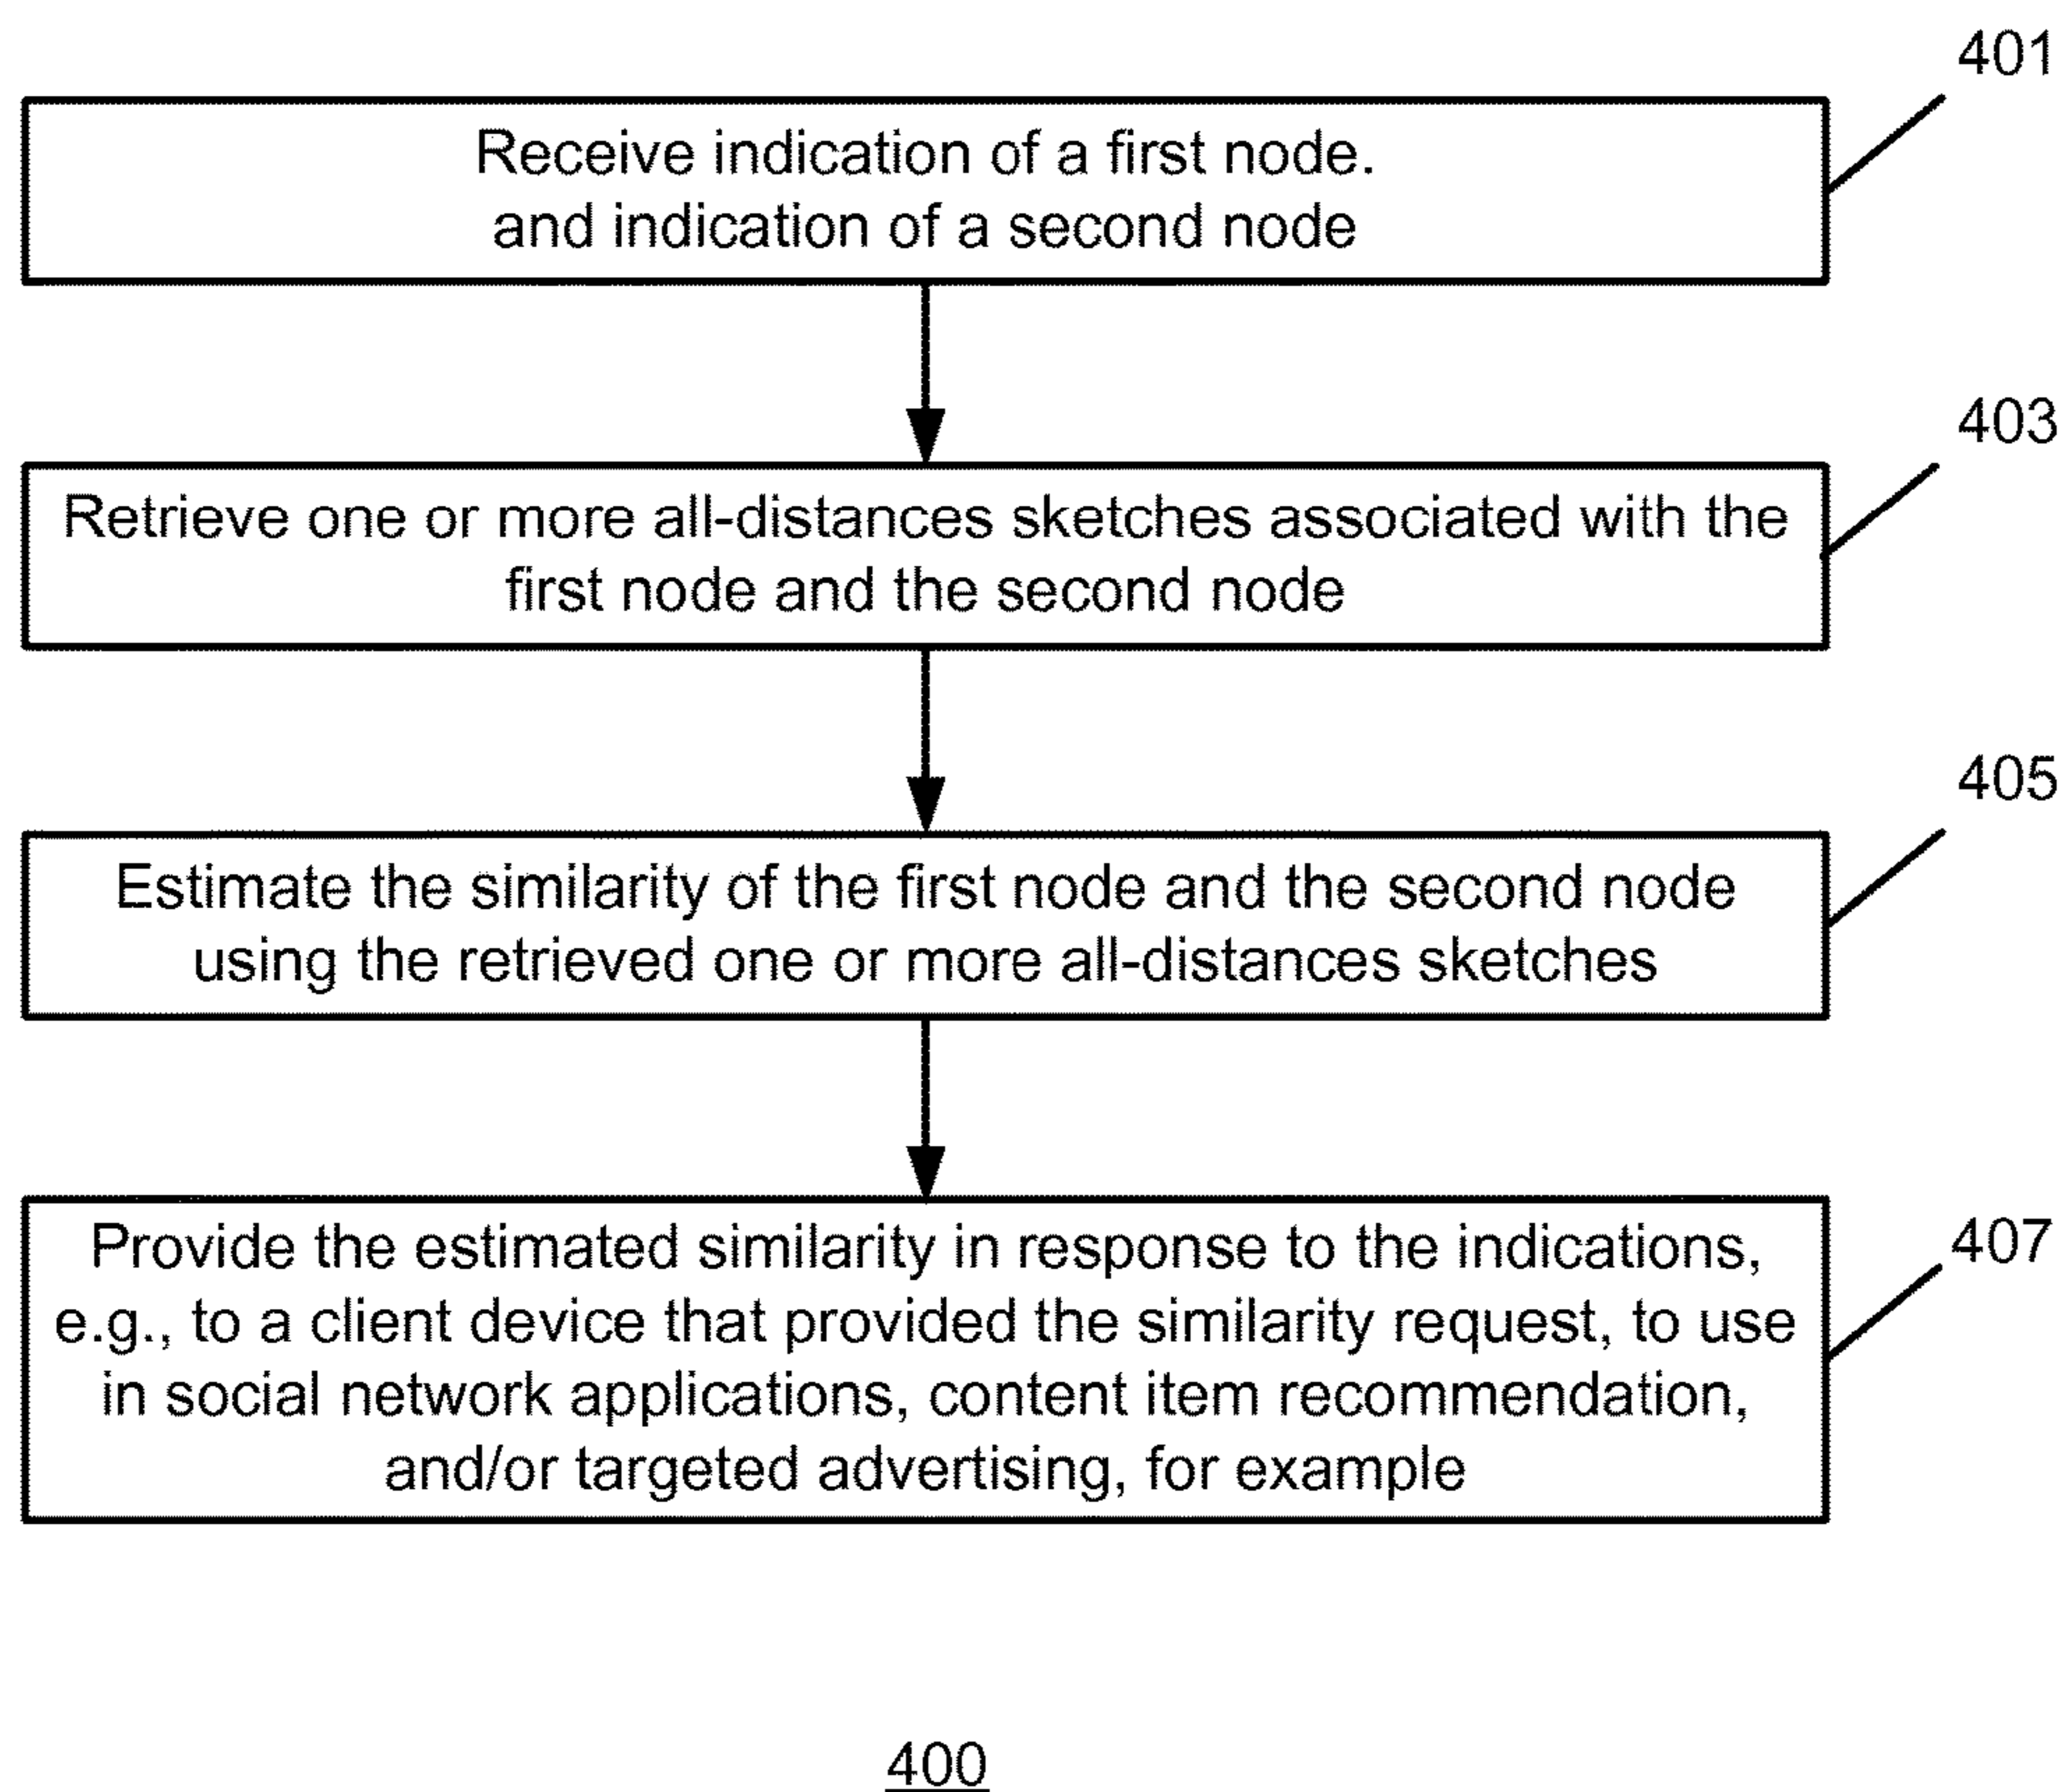 401
Receive indication of a first node.
and indication of a second node
403
Retrieve one or more all-distances sketches associated with the
first node and the second node
405
Estimate the similarity of the first node and the second node
using the retrieved one or more all-distances sketches
407
Provide the estimated similarity in response to the indications,
e.g., to a client device that provided the similarity request, to use
in social network applications, content item recommendation,
and/or targeted advertising, for example
400